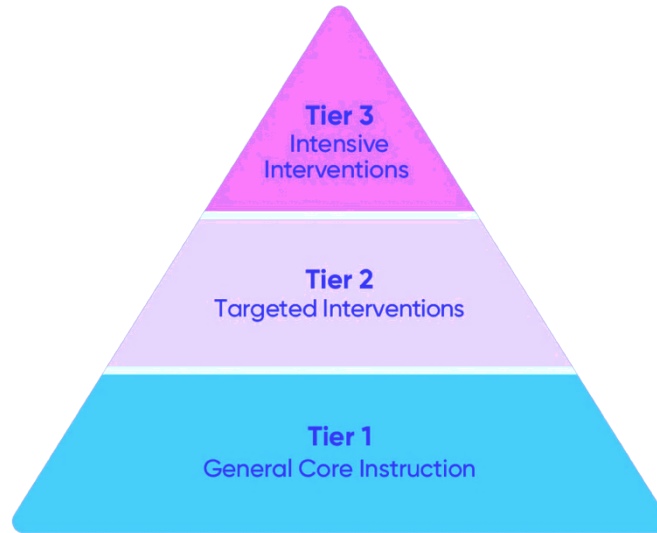 Tier 3
Intensive
Interventions
Tier 2
Targeted Interventions
Tier 1
General Core Instruction